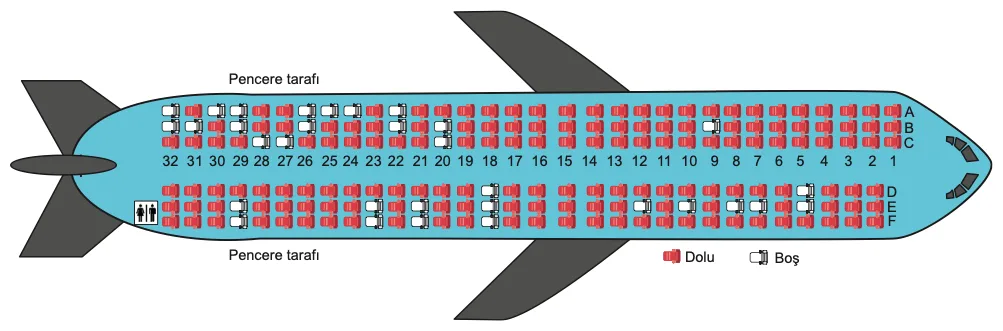 Pencere tarafı
A
B
C
32 31 30 29 28 27 26 25 24 23 22 21 20 19 18 17 16 15 14 13 12 11 10 9 8 7 6 5 4 3 2 1
D
E
F
Pencere tarafı
Dolu Boş